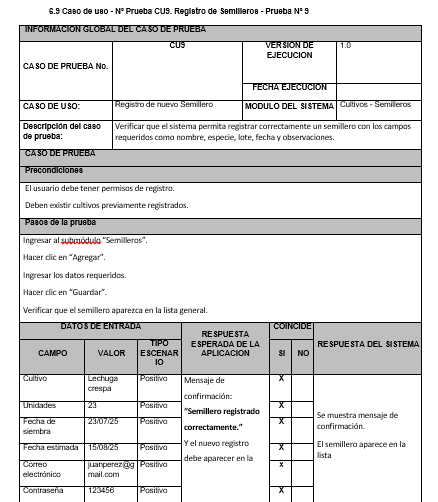 6.9 Caso de uso - Nº Prueba CU9. Registro de Semilleros - Prueba Nº 9
INFORMACION GLOBAL DEL CASO DE PRUEBA
CASO DE PRUEBA No.
CU9
VERSION DE
EJECUCION
1.0
FECHA EJECUCION
CASO DE USO:
Registro de nuevo Semillero
MODULO DEL SISTEMA
Cultivos - Semilleros
Descripción del caso
de prueba:
Verificar que el sistema permita registrar correctamente un semillero con los campos
requeridos como nombre, especie, lote, fecha y observaciones.
CASO DE PRUEBA
Precondiciones
El usuario debe tener permisos de registro.
Deben existir cultivos previamente registrados.
Pasos de la prueba
Ingresar al submódulo “Semilleros”.
Hacer clic en “Agregar”.
Ingresar los datos requeridos.
Hacer clic en “Guardar”.
Verificar que el semillero aparezca en la lista general.
DATOS DE ENTRADA
RESPUESTA
ESPERADA DE LA
APLICACION
COINCIDE
RESPUESTA DEL SISTEMA
CAMPO
VALOR
TIPO
ESCENAR
IO
SI
NO
Cultivo
Lechuga
crespa
Positivo
Mensaje de
confirmación:
“Semillero registrado
correctamente.”
Y el nuevo registro
debe aparecer en la
X
Se muestra mensaje de
confirmación.
El semillero aparece en la
lista
Unidades
23
Positivo
X
Fecha de
siembra
23/07/25
Positivo
X
Fecha estimada
15/08/25
Positivo
X
Correo
electrónico
juanperez@g
mail.com
Positivo
x
Contraseña
123456
Positivo
X